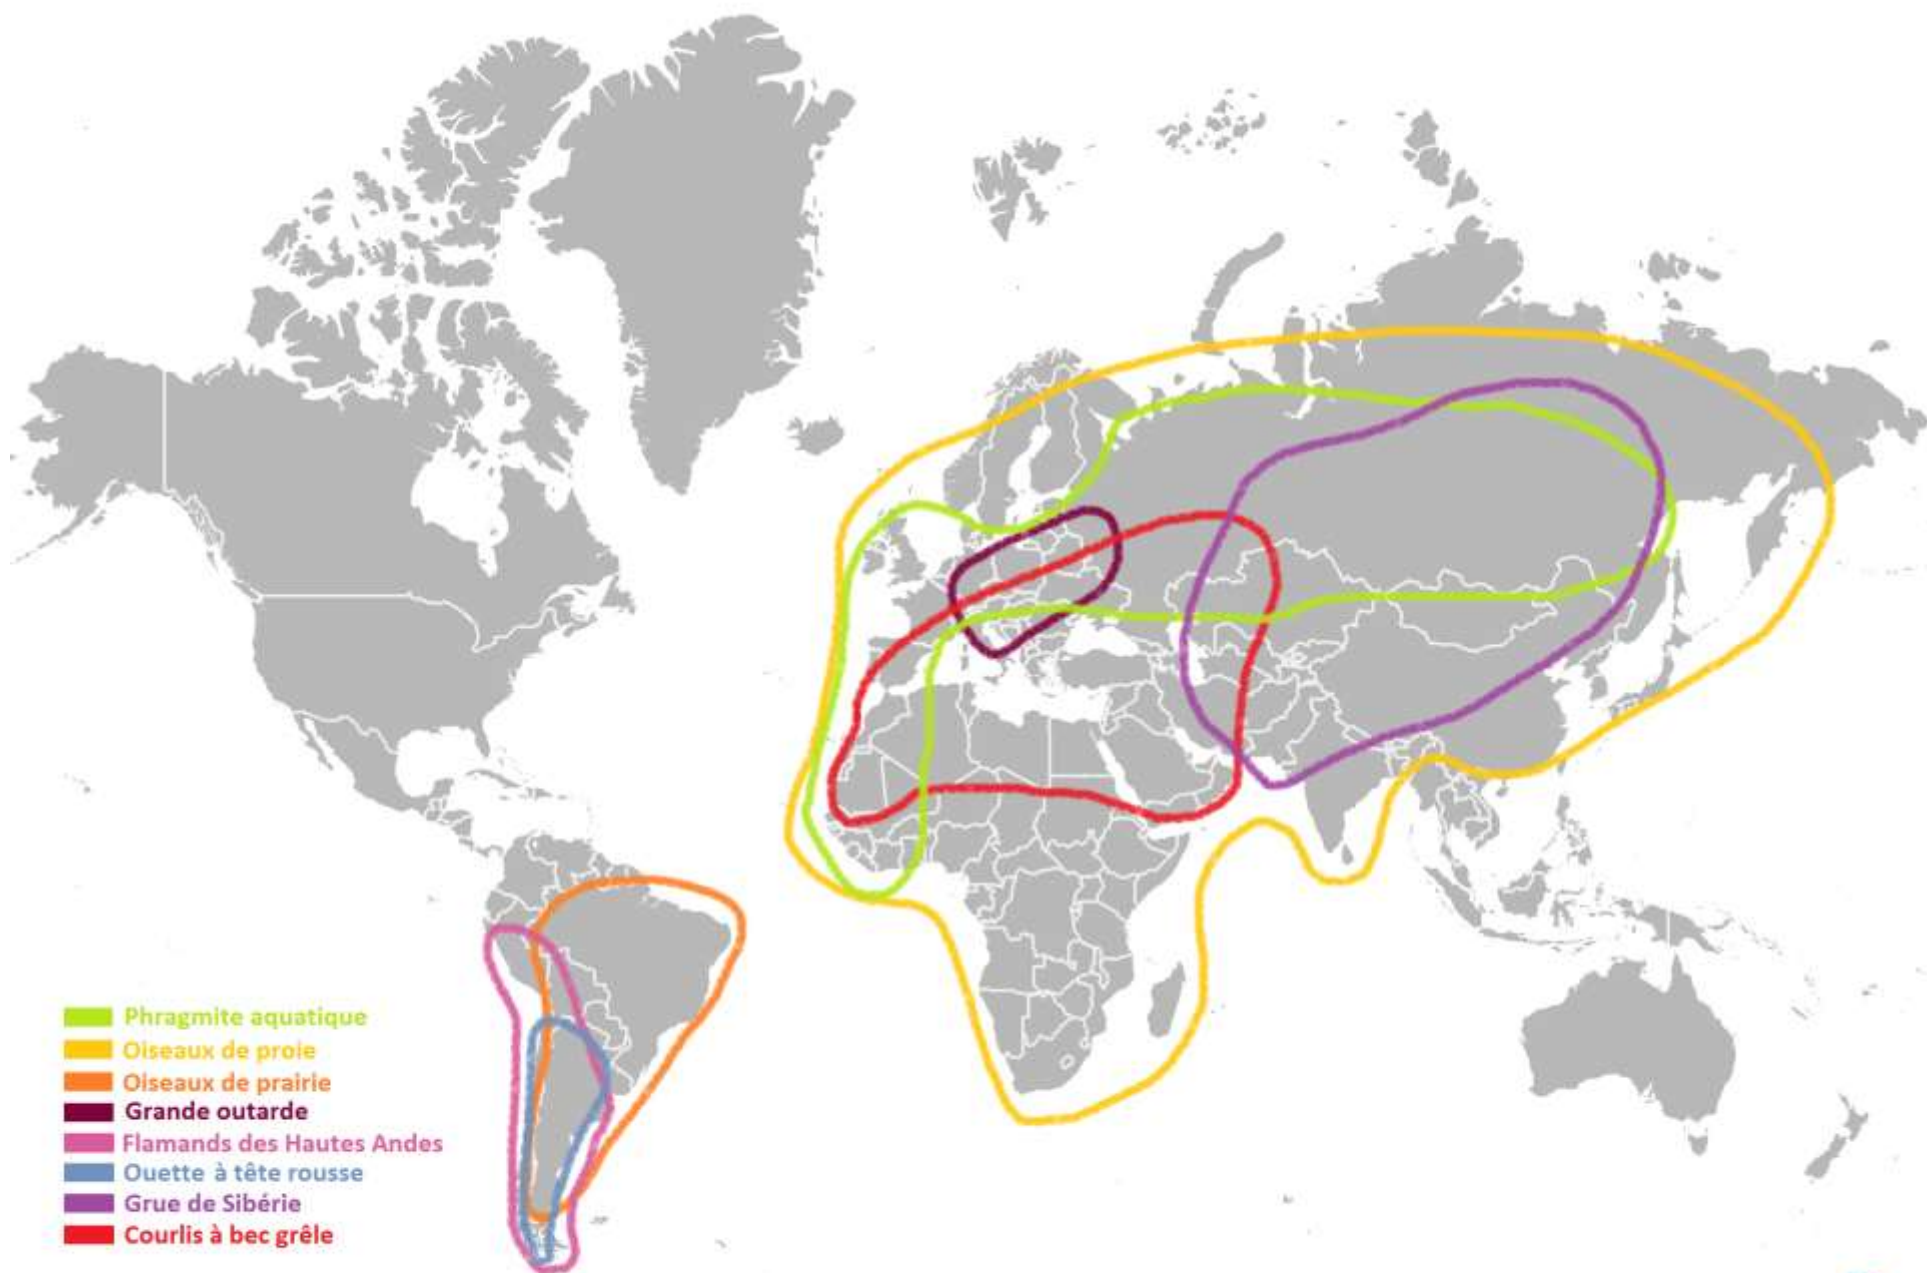 Phragmite aquatique
Oiseaux de proie
Oiseaux de prairie
Grande outarde
Flamands des Hautes Andes
Ouette à tête rousse
Grue de Sibérie
Courlis à bec grêle